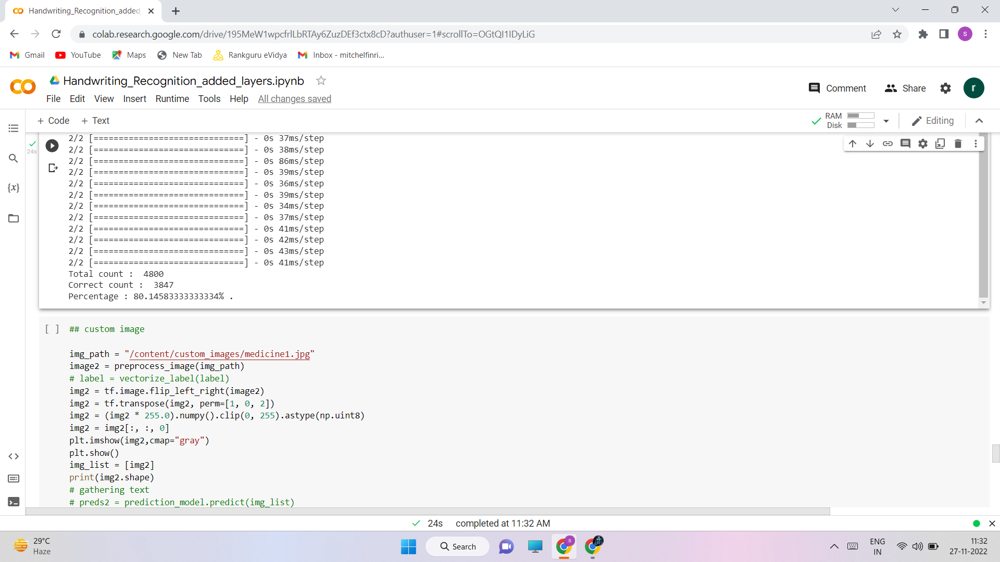 Handwriting_Recognition_added_
colab.research.google.com/drive/195MeW1wpcfrlLbRTAy6ZuzDEf3ctx8cD?authuser=1#scrollTo=OGtQI1IDyLiG
S
Gmail YouTube Maps New Tab Rankguru eVidya Inbox - mitchelfinri...
Handwriting_Recognition_added_layers.ipynb
Comment Share r
File Edit View Insert Runtime Tools Help All changes saved
+ Code + Text
RAM
Disk
Editing
24s
2/2 [==============================] - 0s 37ms/step
2/2 [==============================] - 0s 38ms/step
2/2 [==============================] - 0s 86ms/step
2/2 [==============================] - 0s 39ms/step
2/2 [==============================] - 0s 36ms/step
2/2 [==============================] - 0s 39ms/step
2/2 [==============================] - 0s 34ms/step
2/2 [==============================] - 0s 37ms/step
2/2 [==============================] - 0s 41ms/step
2/2 [==============================] - 0s 42ms/step
2/2 [==============================] - 0s 43ms/step
2/2 [==============================] - 0s 41ms/step
Total count :  4800
Correct count :  3847
Percentage : 80.14583333333334% .
{x}
[ ] ## custom image
img_path = "/content/custom_images/medicine1.jpg"
image2 = preprocess_image(img_path)
# label = vectorize_label(label)
img2 = tf.image.flip_left_right(image2)
img2 = tf.transpose(img2, perm=[1, 0, 2])
img2 = (img2 * 255.0).numpy().clip(0, 255).astype(np.uint8)
img2 = img2[:, :, 0]
plt.imshow(img2,cmap="gray")
plt.show()
img_list = [img2]
print(img2.shape)
# gathering text
# preds2 = prediction_model.predict(img_list)
24s completed at 11:32 AM
29°C
Haze
Search
S
ENG
IN
11:32
27-11-2022